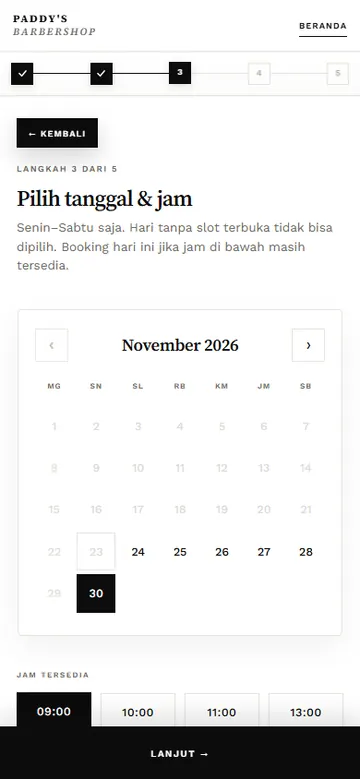 PADDY'S
BARBERSHOP
BERANDA
3
4
5
← KEMBALI
LANGKAH 3 DARI 5
Pilih tanggal & jam
Senin–Sabtu saja. Hari tanpa slot terbuka tidak bisa
dipilih. Booking hari ini jika jam di bawah masih
tersedia.
‹ November 2026 ›
MG SN SL RB KM JM SB
1 2 3 4 5 6 7
8 9 10 11 12 13 14
15 16 17 18 19 20 21
22 23 24 25 26 27 28
29 30
JAM TERSEDIA
09:00 10:00 11:00 13:00
LANJUT →